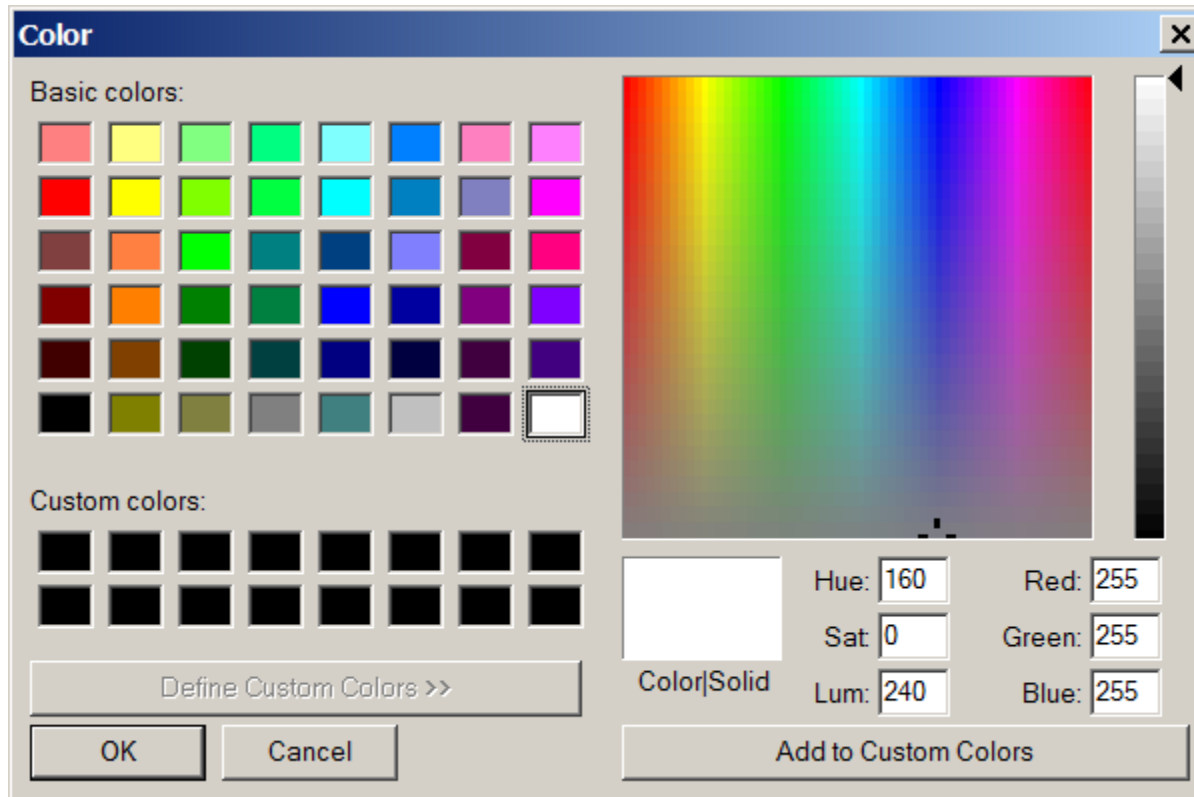 Color
Basic colors:
Custom colors:
Define Custom Colors >>
OK Cancel
Color|Solid
Hue: 160 Red: 255
Sat: 0 Green: 255
Lum: 240 Blue: 255
Add to Custom Colors